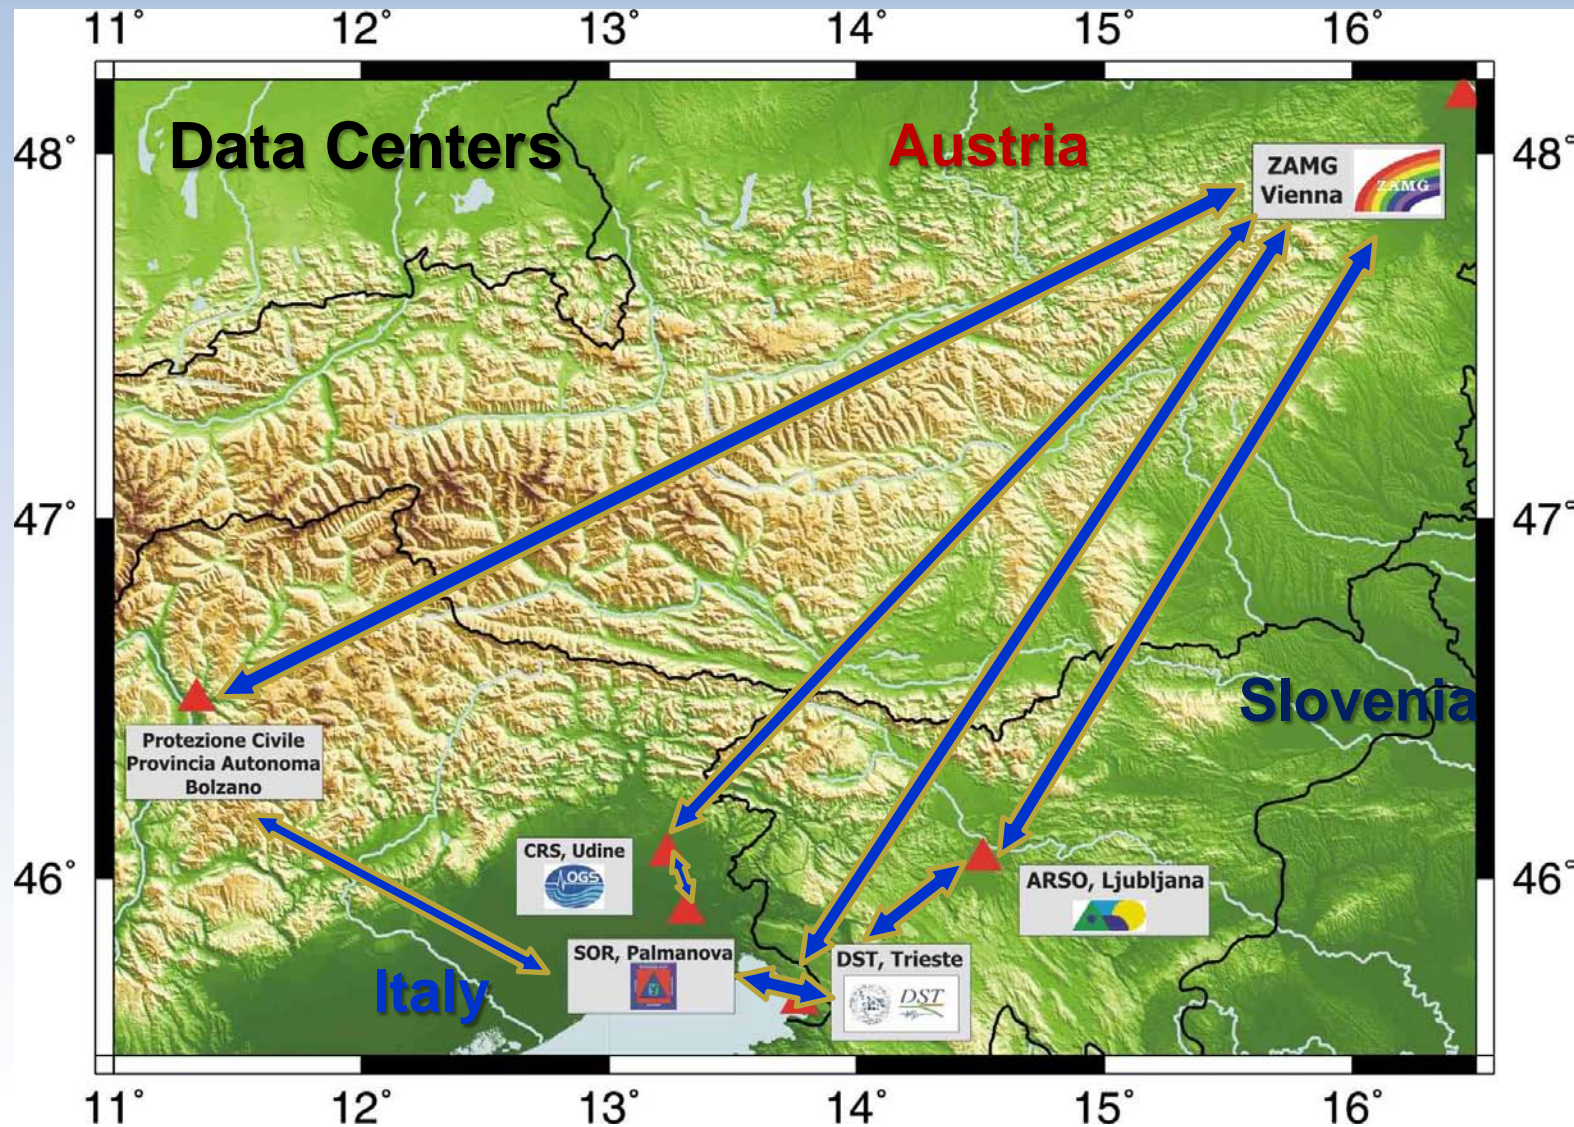 11° 12° 13° 14° 15° 16°
Data Centers
Austria
48° 48°
ZAMG
Vienna
ZAMG
47° 47°
Slovenia
Protezione Civile
Provincia Autonoma
Bolzano
CRS, Udine
OGS
46° 46°
ARSO, Ljubljana
SOR, Palmanova
DST, Trieste
DST
Italy
11° 12° 13° 14° 15° 16°